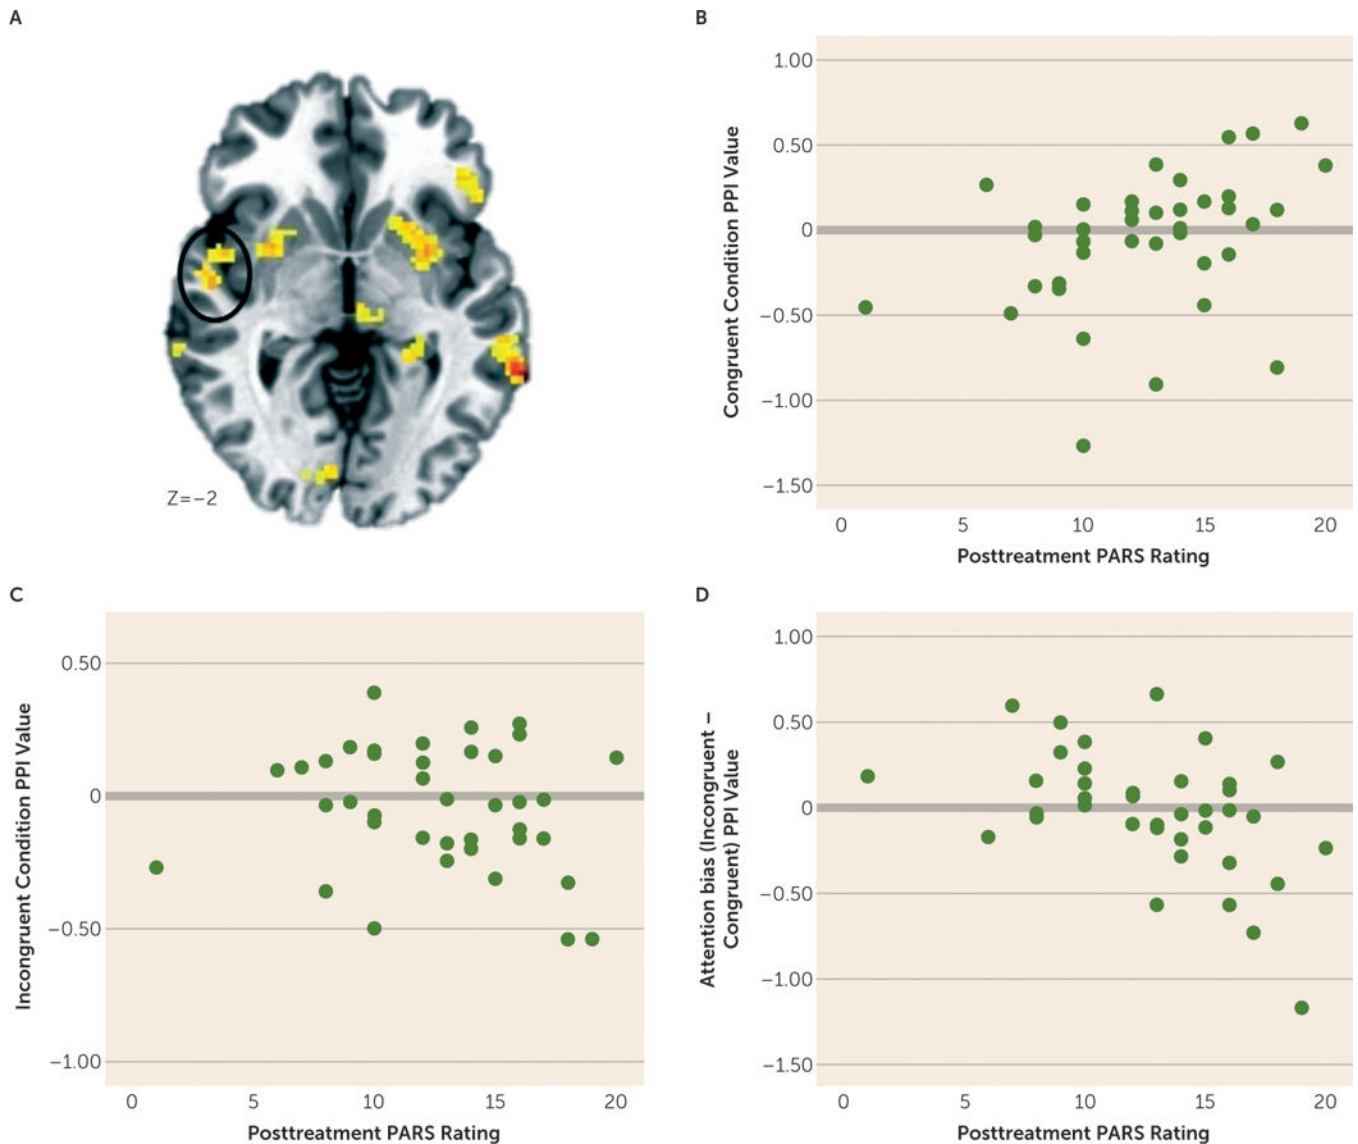 A
Z=−2
B
Congruent Condition PPI Value
1.00
0.50
0
−0.50
−1.00
−1.50
0 5 10 15 20
Posttreatment PARS Rating
C
Incongruent Condition PPI Value
0.50
0
−0.50
−1.00
0 5 10 15 20
Posttreatment PARS Rating
D
Attention bias (Incongruent −
Congruent) PPI Value
1.00
0.50
0
−0.50
−1.00
−1.50
0 5 10 15 20
Posttreatment PARS Rating